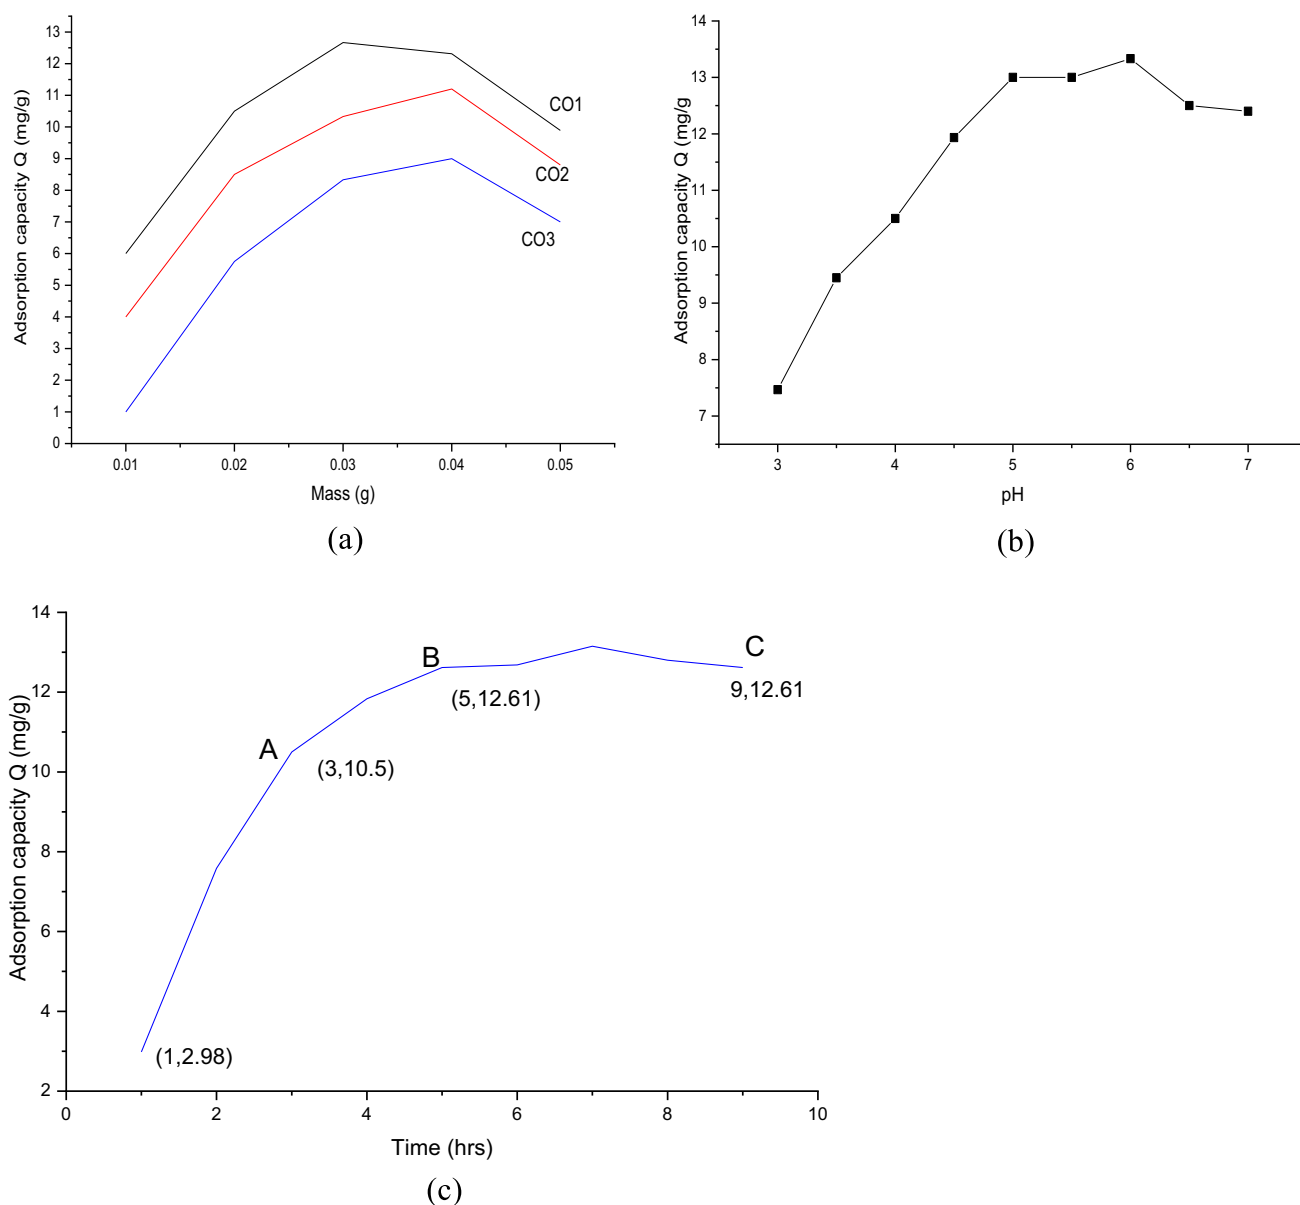 Adsorption capacity Q (mg/g)
13
12
11
10
9
8
7
6
5
4
3
2
1
0
CO1
CO2
CO3
0.01 0.02 0.03 0.04 0.05
Mass (g)
(a)
Adsorption capacity Q (mg/g)
14
13
12
11
10
9
8
7
3 4 5 6 7
pH
(b)
Adsorption capacity Q (mg/g)
14
12
10
8
6
4
2
A
(3,10.5)
B
(5,12.61)
C
9,12.61
(1,2.98)
0 2 4 6 8 10
Time (hrs)
(c)